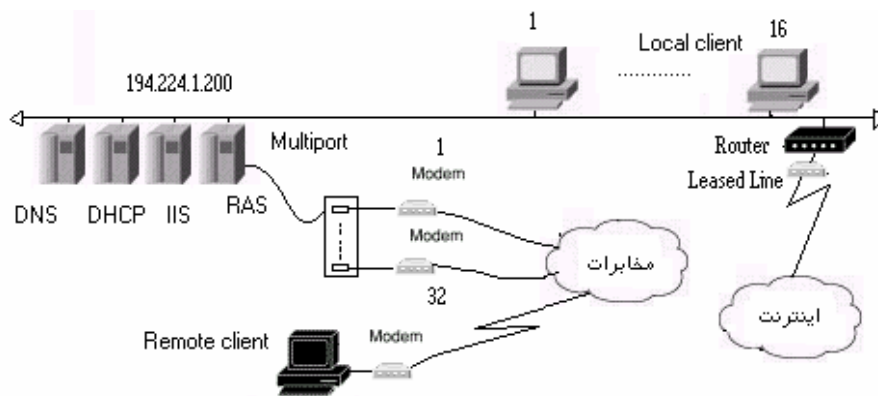 1
16
Local client
194.224.1.200
Multiport
1
Router
Modem
Leased Line
DNS
DHCP
IIS
RAS
Modem
مخابرات
32
اینترنت
Remote client
Modem